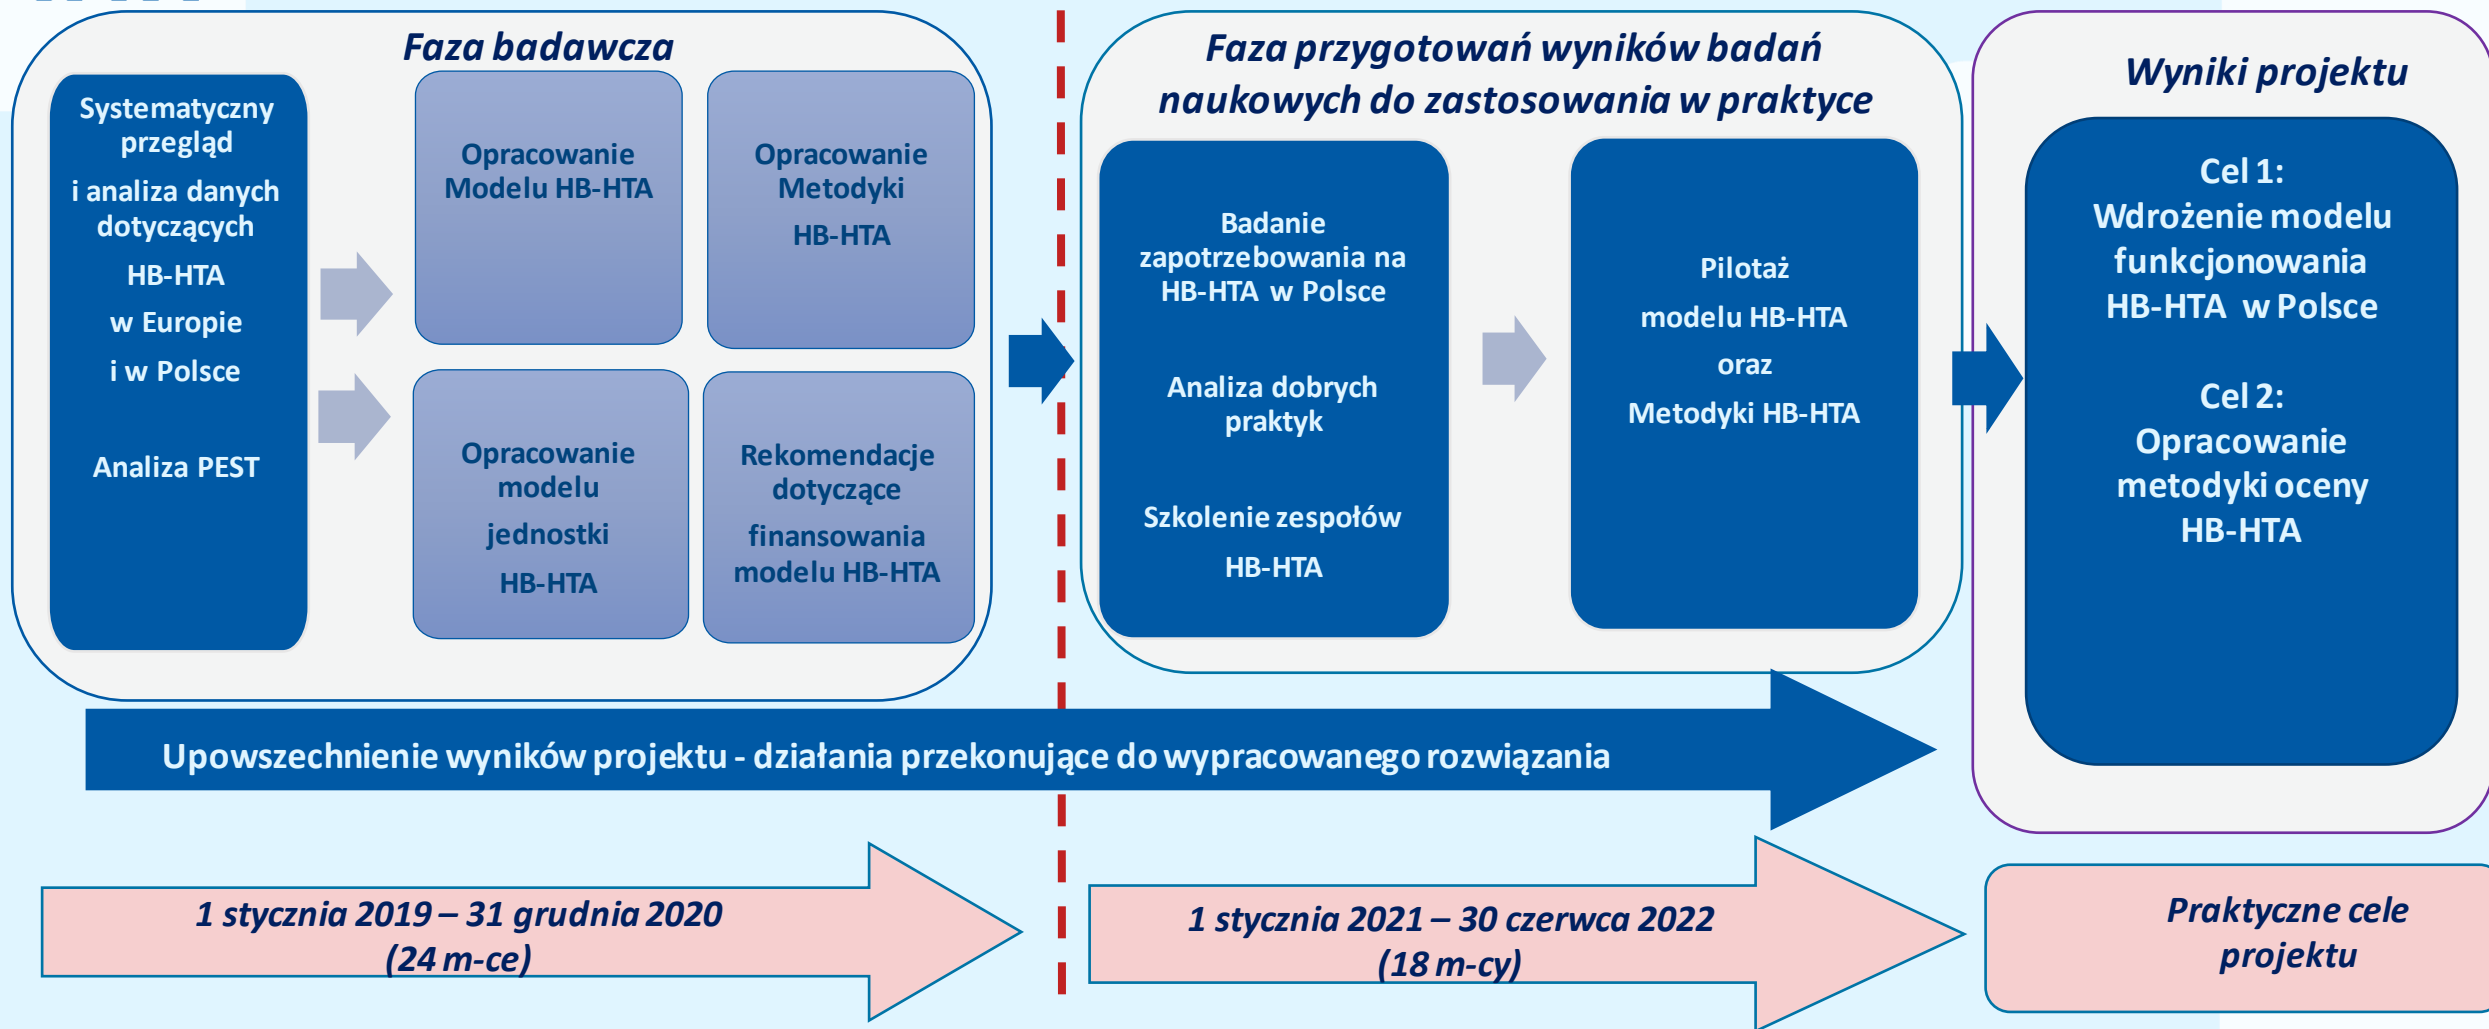 Faza badawcza
Systematyczny
przegląd
i analiza danych
dotyczących
HB-HTA
w Europie
i w Polsce
Analiza PEST
Opracowanie
Modelu HB-HTA
Opracowanie
Metodyki
HB-HTA
Opracowanie
modelu
jednostki
HB-HTA
Rekomendacje
dotyczące
finansowania
modelu HB-HTA
Faza przygotowań wyników badań
naukowych do zastosowania w praktyce
Badanie
zapotrzebowania na
HB-HTA w Polsce
Analiza dobrych
praktyk
Szkolenie zespołów
HB-HTA
Pilotaż
modelu HB-HTA
oraz
Metodyki HB-HTA
Wyniki projektu
Cel 1:
Wdrożenie modelu
funkcjonowania
HB-HTA w Polsce
Cel 2:
Opracowanie
metodyki oceny
HB-HTA
Upowszechnienie wyników projektu - działania przekonujące do wypracowanego rozwiązania
1 stycznia 2019 – 31 grudnia 2020
(24 m-ce)
1 stycznia 2021 – 30 czerwca 2022
(18 m-cy)
Praktyczne cele
projektu